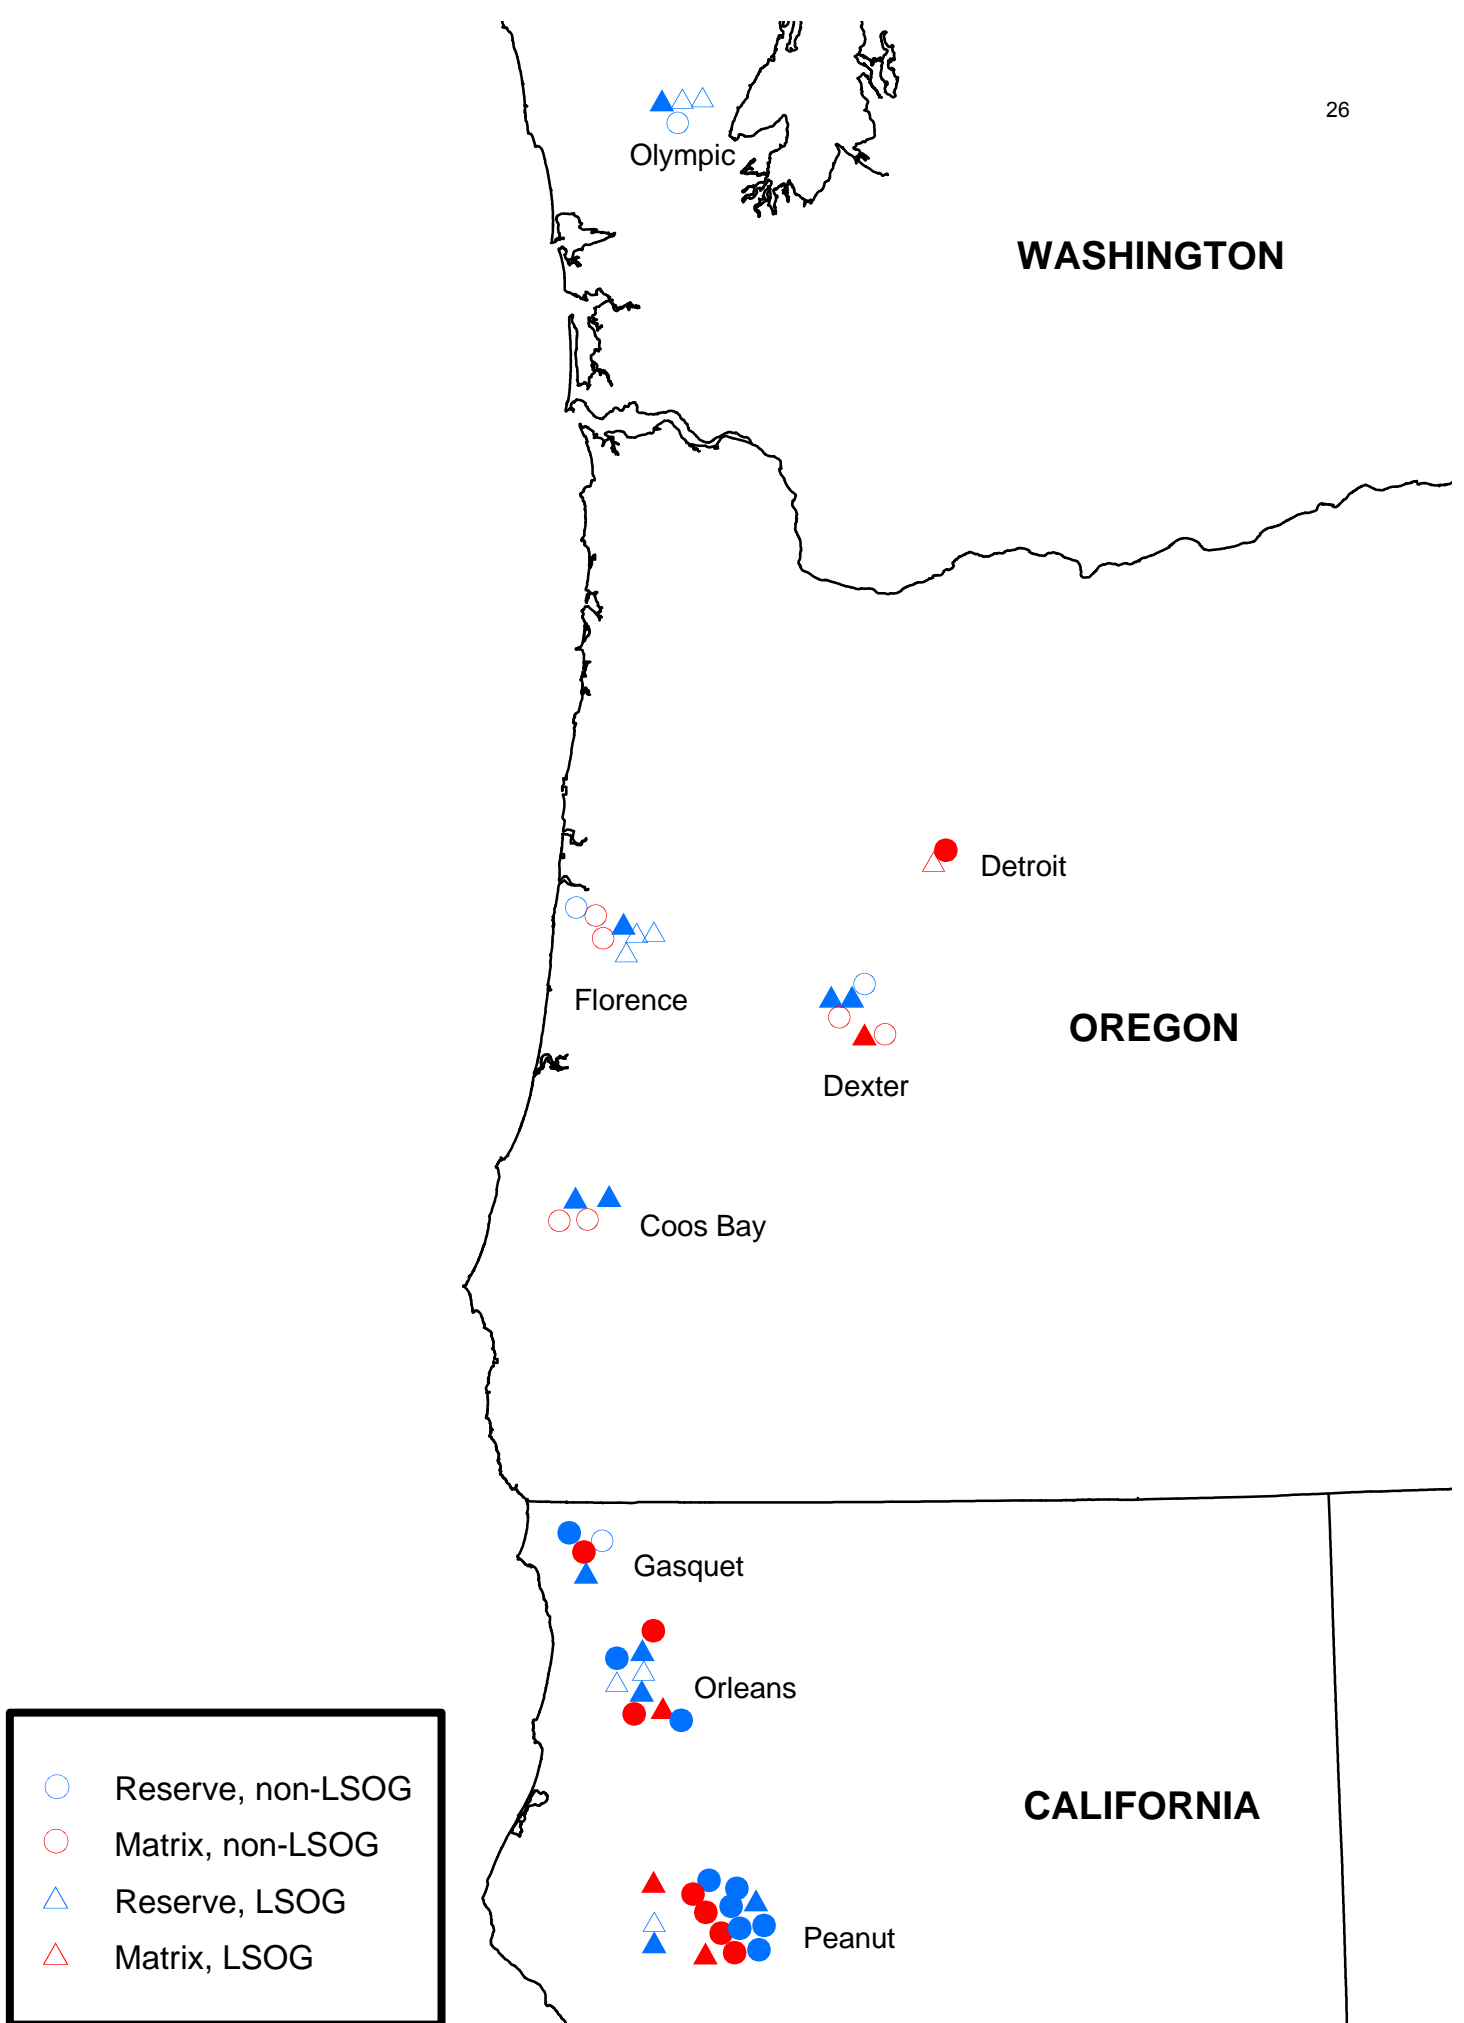 26
Olympic
WASHINGTON
Detroit
Florence
OREGON
Dexter
Coos Bay
Gasquet
Orleans
CALIFORNIA
Reserve, non-LSOG
Matrix, non-LSOG
Reserve, LSOG
Matrix, LSOG
Peanut